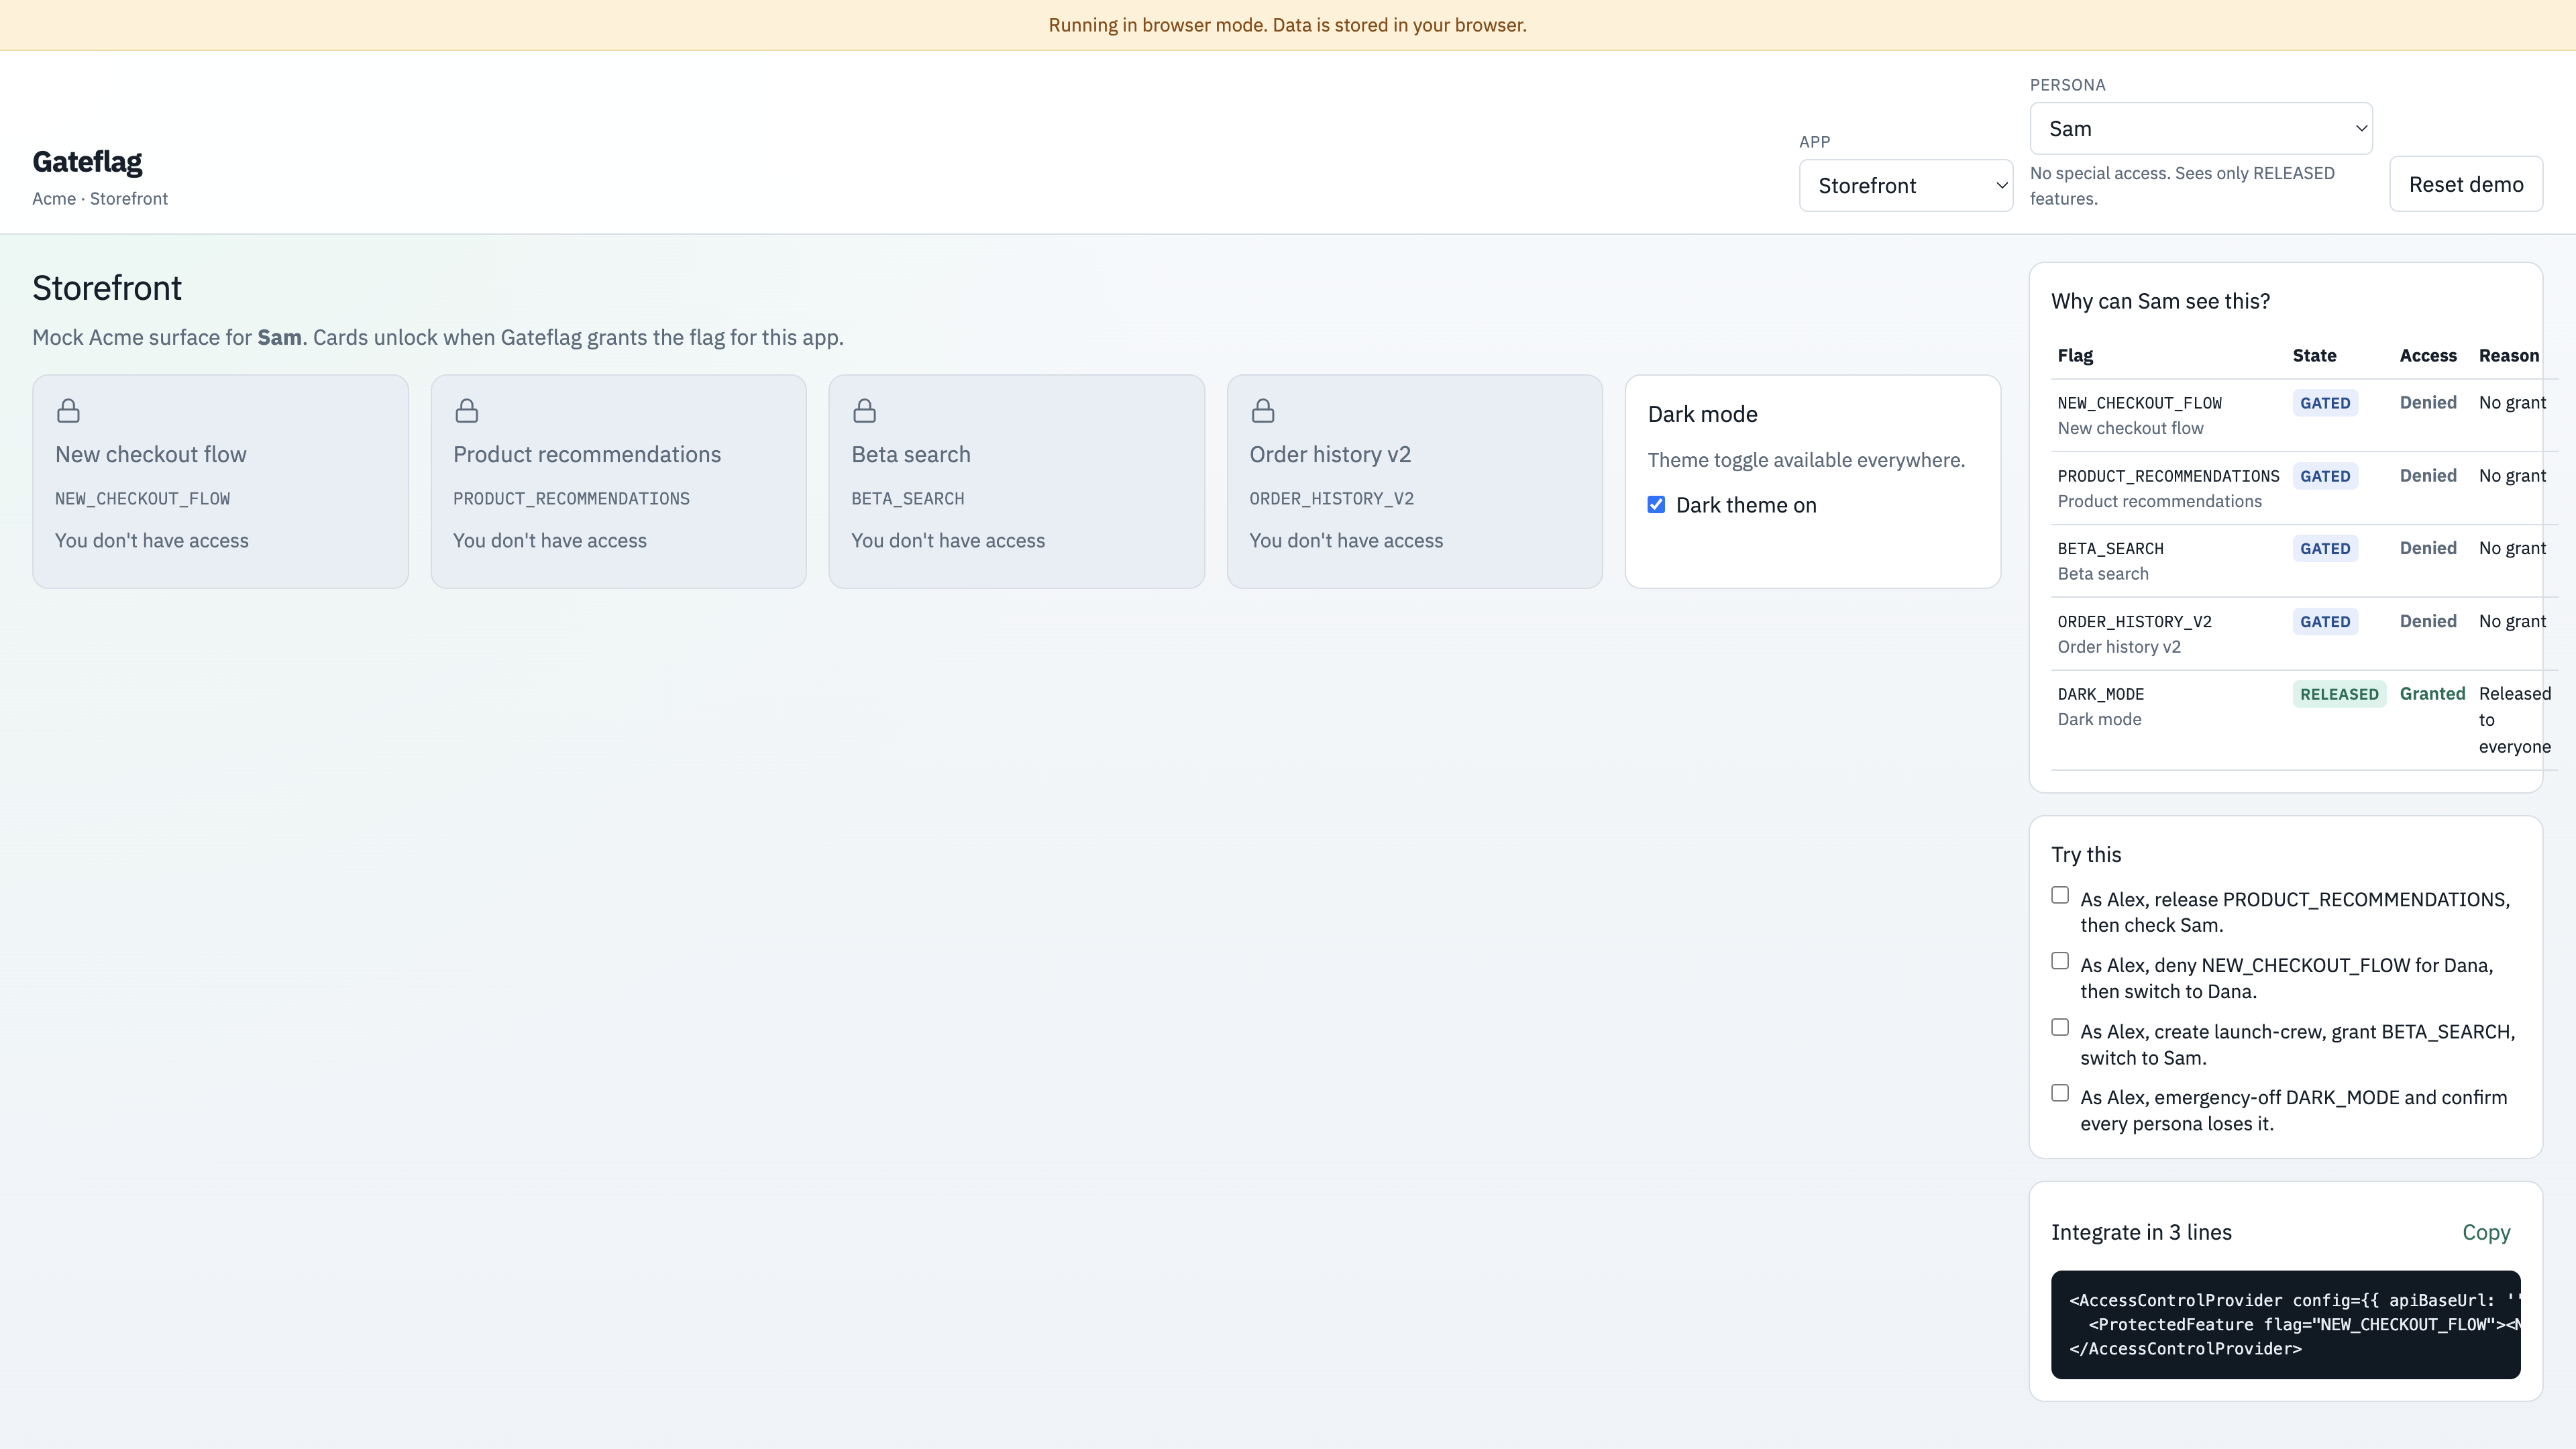 Running in browser mode. Data is stored in your browser.
Gateflag
Acme · Storefront
APP
Storefront
PERSONA
Sam
No special access. Sees only RELEASED
features.
Reset demo
Storefront
Mock Acme surface for Sam. Cards unlock when Gateflag grants the flag for this app.
New checkout flow
NEW_CHECKOUT_FLOW
You don't have access
Product recommendations
PRODUCT_RECOMMENDATIONS
You don't have access
Beta search
BETA_SEARCH
You don't have access
Order history v2
ORDER_HISTORY_V2
You don't have access
Dark mode
Theme toggle available everywhere.
Dark theme on
Why can Sam see this?
Flag State Access Reason
NEW_CHECKOUT_FLOW GATED Denied No grant
New checkout flow
PRODUCT_RECOMMENDATIONS GATED Denied No grant
Product recommendations
BETA_SEARCH GATED Denied No grant
Beta search
ORDER_HISTORY_V2 GATED Denied No grant
Order history v2
DARK_MODE RELEASED Granted Released
Dark mode to
everyone
Try this
As Alex, release PRODUCT_RECOMMENDATIONS,
then check Sam.
As Alex, deny NEW_CHECKOUT_FLOW for Dana,
then switch to Dana.
As Alex, create launch-crew, grant BETA_SEARCH,
switch to Sam.
As Alex, emergency-off DARK_MODE and confirm
every persona loses it.
Integrate in 3 lines
Copy
<AccessControlProvider config={{ apiBaseUrl: ''
<ProtectedFeature flag="NEW_CHECKOUT_FLOW"><
</AccessControlProvider>